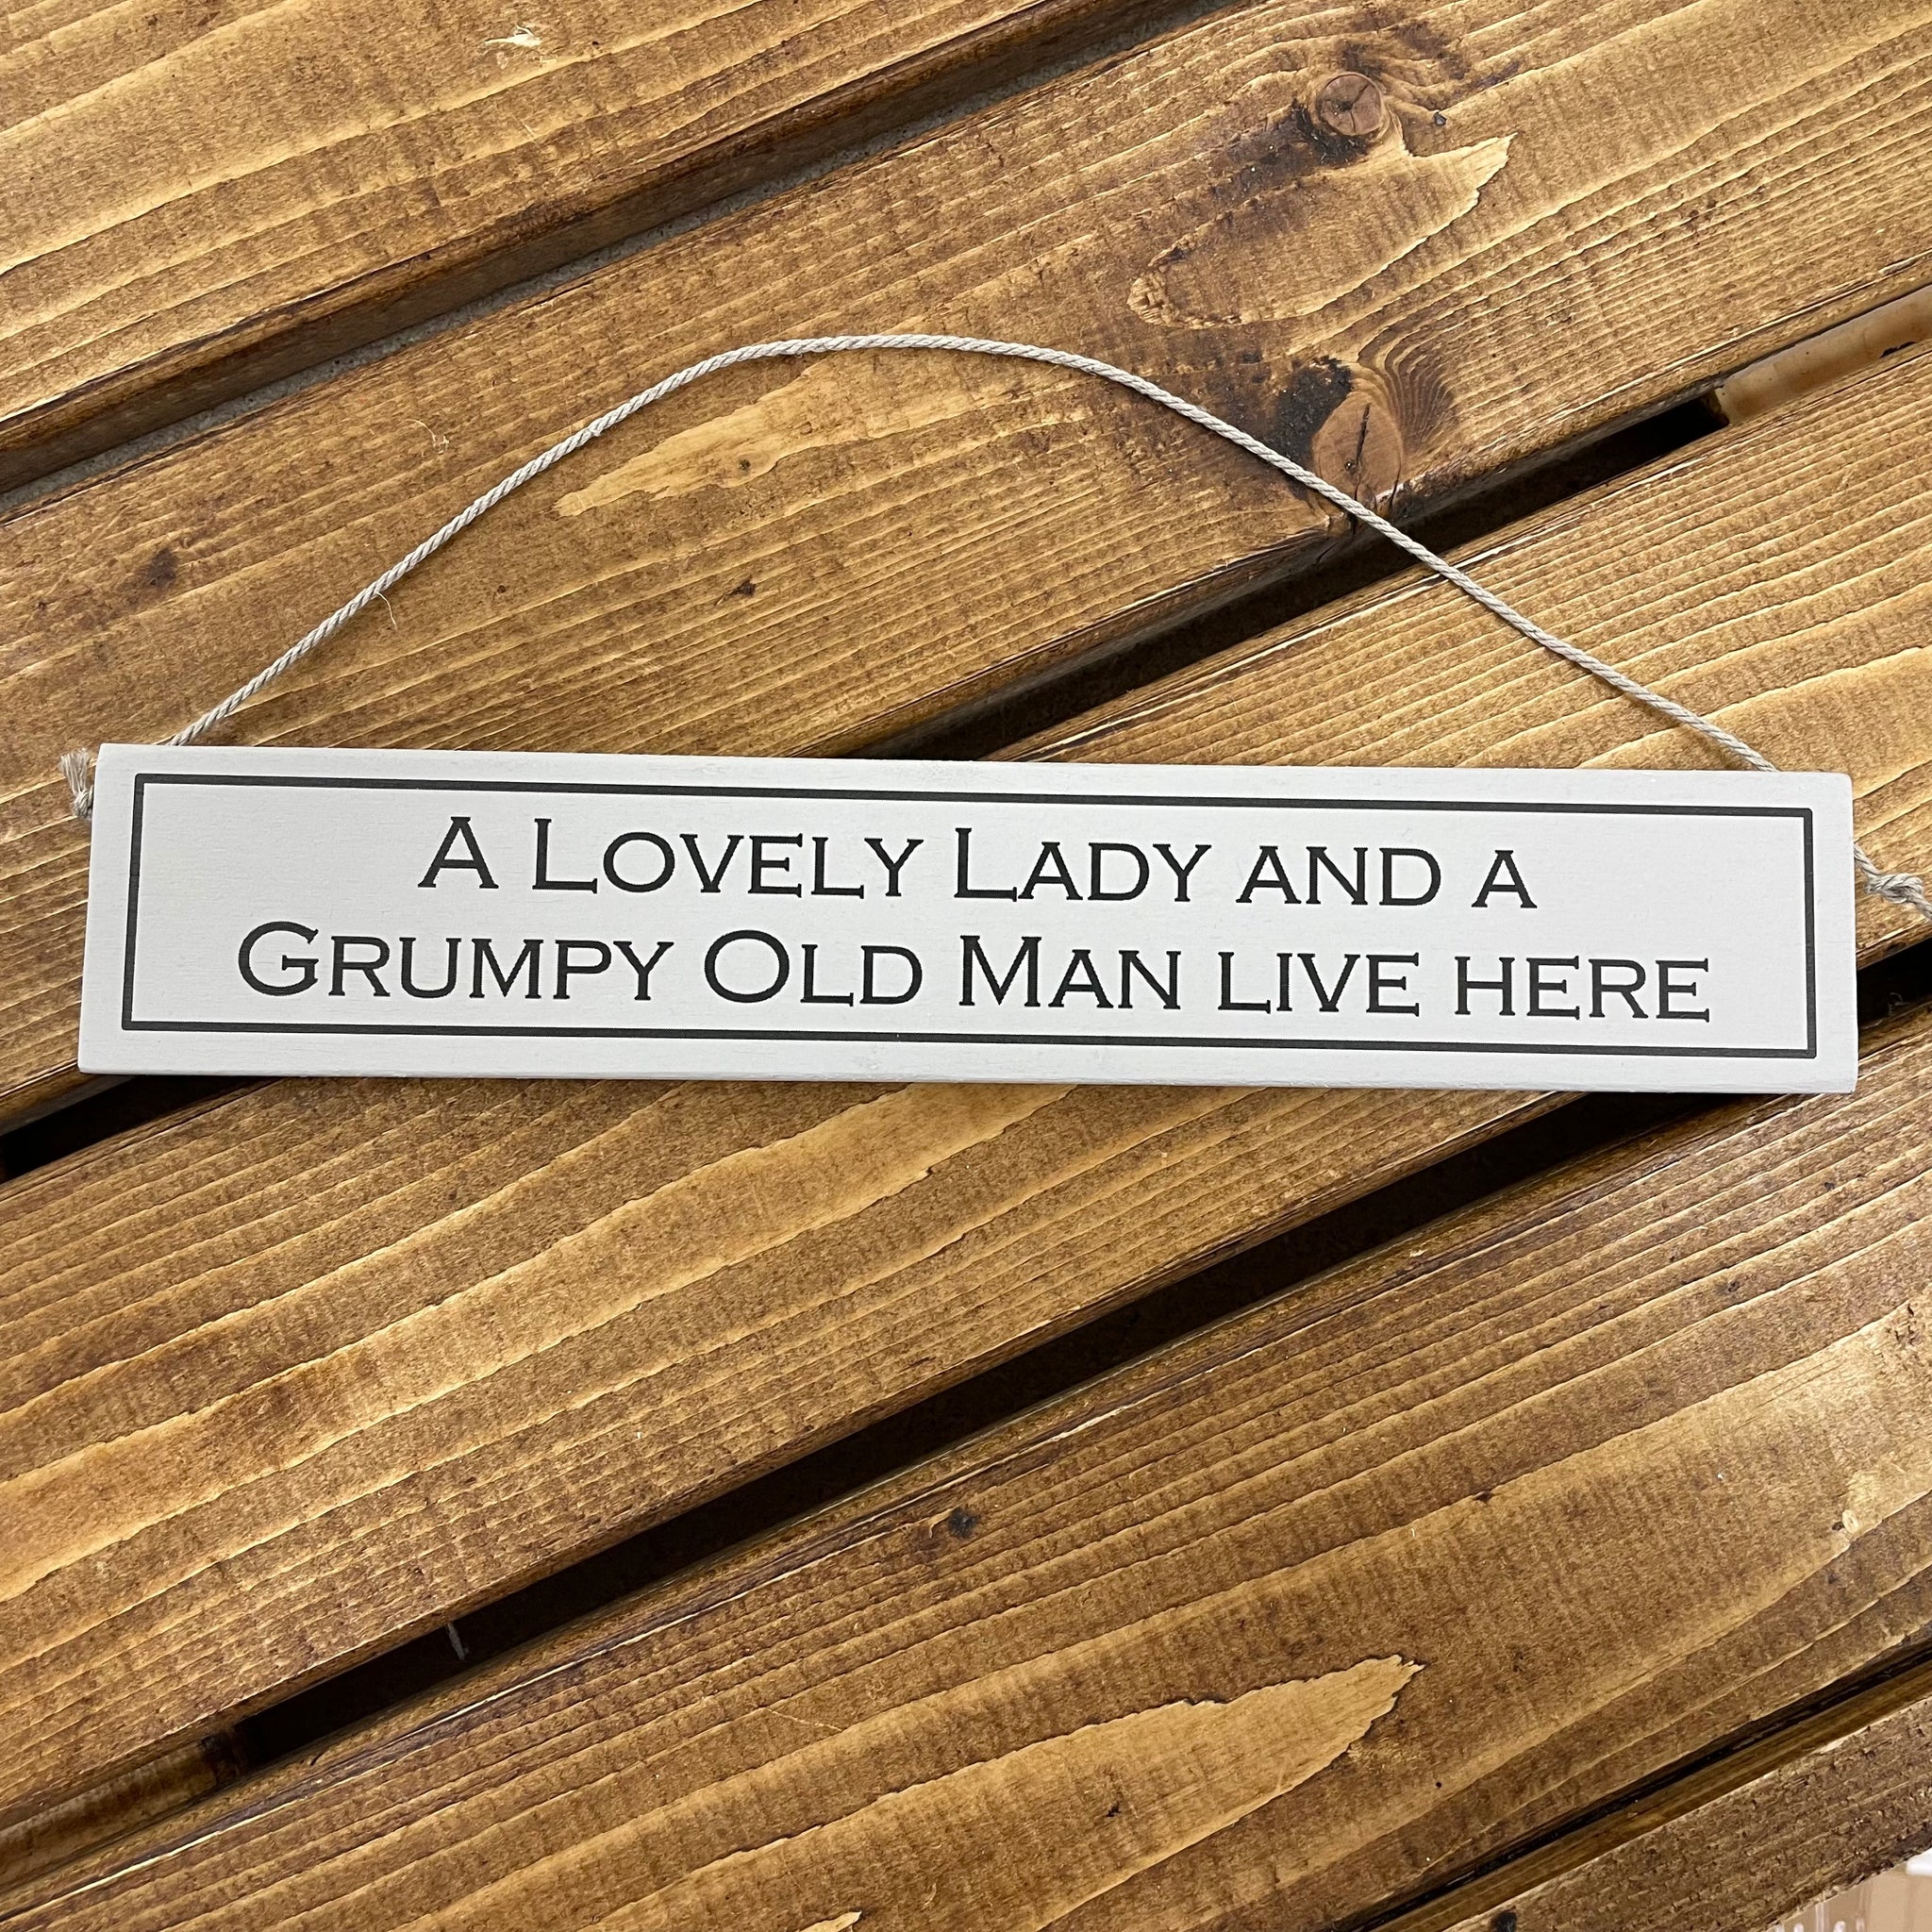 A LOVELY LADY AND A
GRUMPY OLD MAN LIVE HERE